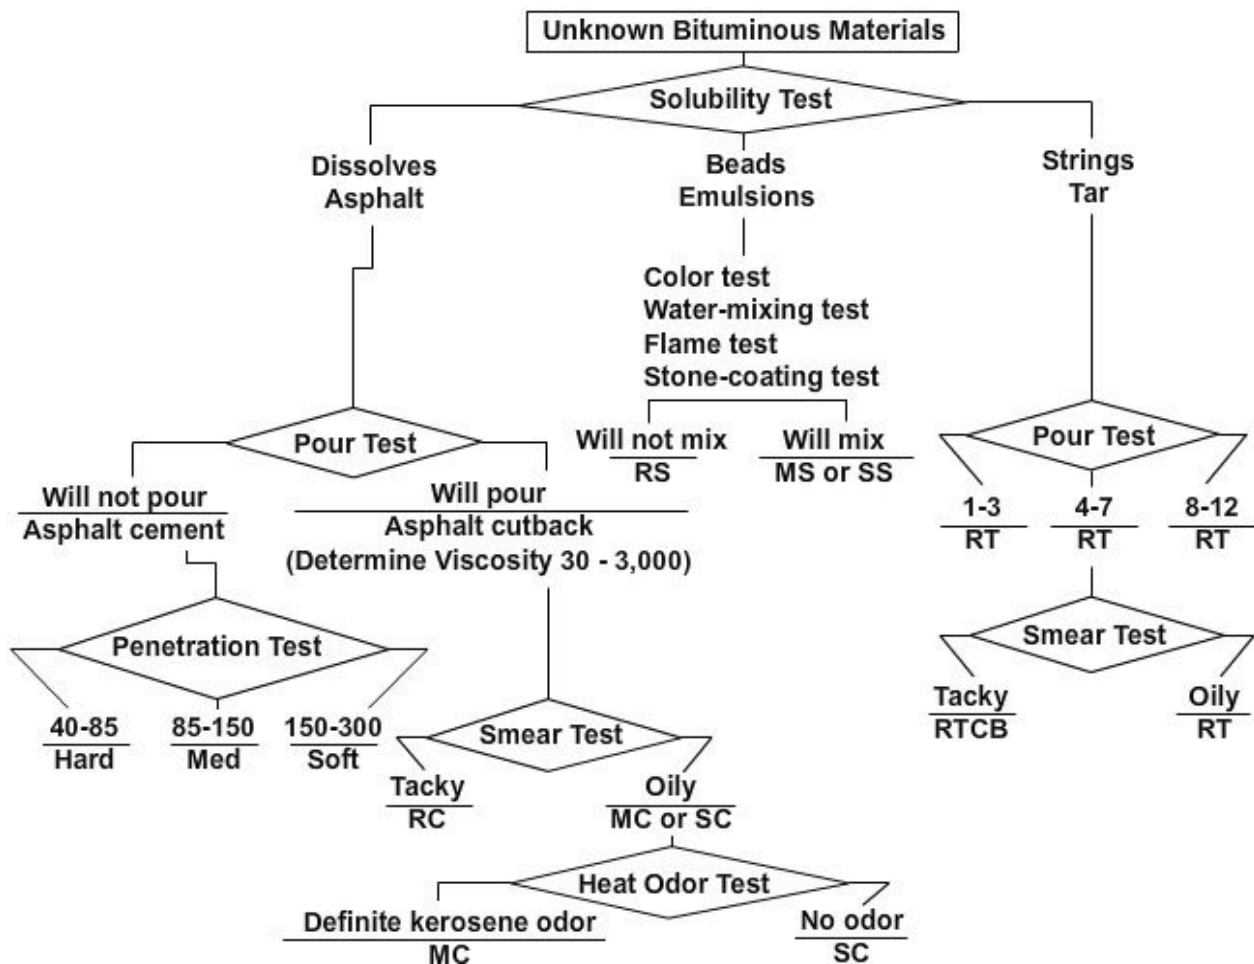 Unknown Bituminous Materials
Solubility Test
Dissolves
Asphalt
Beads
Emulsions
Strings
Tar
Color test
Water-mixing test
Flame test
Stone-coating test
Pour Test
Will not pour
Asphalt cement
Will pour
Asphalt cutback
(Determine Viscosity 30 - 3,000)
Will not mix
RS
Will mix
MS or SS
Pour Test
1-3
RT
4-7
RT
8-12
RT
Penetration Test
40-85
Hard
85-150
Med
150-300
Soft
Smear Test
Tacky
RC
Oily
MC or SC
Smear Test
Tacky
RTCB
Oily
RT
Heat Odor Test
Definite kerosene odor
MC
No odor
SC